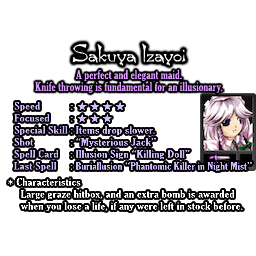 Sakuya Izayoi
A perfect and elegant maid.
Knife throwing is fundamental for an illusionary.
Speed : ★★★★
Focused : ★★★
Special Skill : Items drop slower.
Shot : "Mysterious Jack"
Spell Card : Illusion Sign "Killing Doll"
Last Spell : Buriallusion "Phantomic Killer in Night Mist"
* Characteristics
Large graze hitbox, and an extra bomb is awarded
when you lose a life, if any were left in stock before.